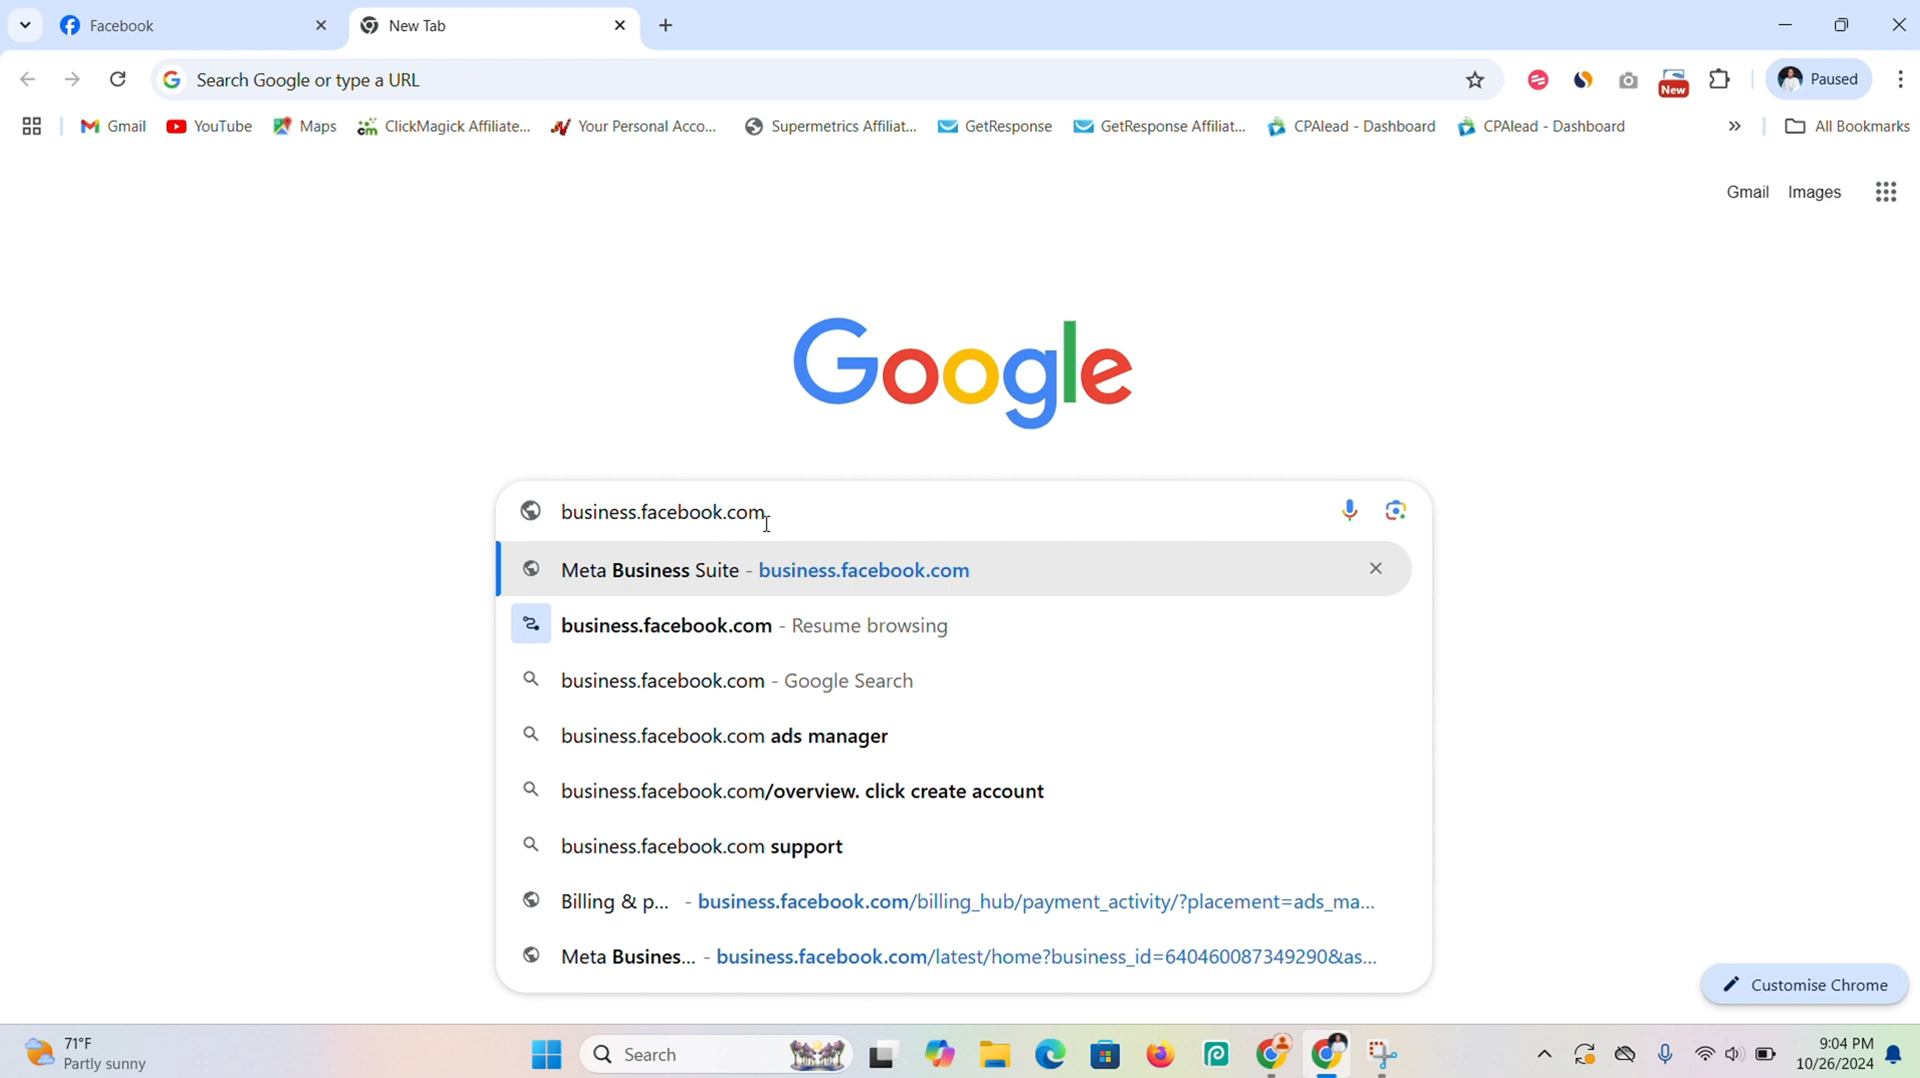 Facebook
New Tab
Search Google or type a URL
New
Paused
Gmail
YouTube
Maps
ClickMagick Affiliate...
Your Personal Acco...
Supermetrics Affiliat...
GetResponse
GetResponse Affiliat...
CPAlead - Dashboard
CPAlead - Dashboard
All Bookmarks
Gmail
Images
Google
business.facebook.com
Meta Business Suite - business.facebook.com
business.facebook.com - Resume browsing
business.facebook.com - Google Search
business.facebook.com ads manager
business.facebook.com/overview. click create account
business.facebook.com support
Billing & p... - business.facebook.com/billing_hub/payment_activity/?placement=ads_ma...
Meta Busines... - business.facebook.com/latest/home?business_id=640460087349290&as...
Customise Chrome
71°F
Partly sunny
Search
9:04 PM
10/26/2024